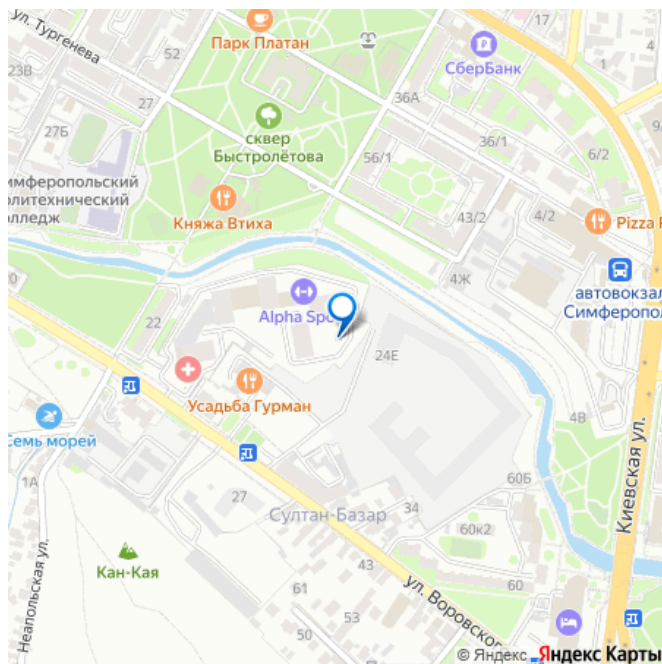 ул. Тургенева
Парк Платан
52
23В
27
27Б
17
СберБанк
36А
36/1
6/2
сквер
Быстролётова
56/1
43/2
4/2
Pizza
имферопольский
олитехнический
олледж
Княжа Втиха
4Ж
автовокзал
Симферопол
20
22
Alpha Spo
24Е
Усадьба Гурман
4В
Семь морей
1А
27
Султан-Базар
34
60Б
60к2
Киевская ул.
Кан-Кая
43
61
53
50
60
ул. Воровского
Неапольская ул.
© Яндекс
Яндекс Карты